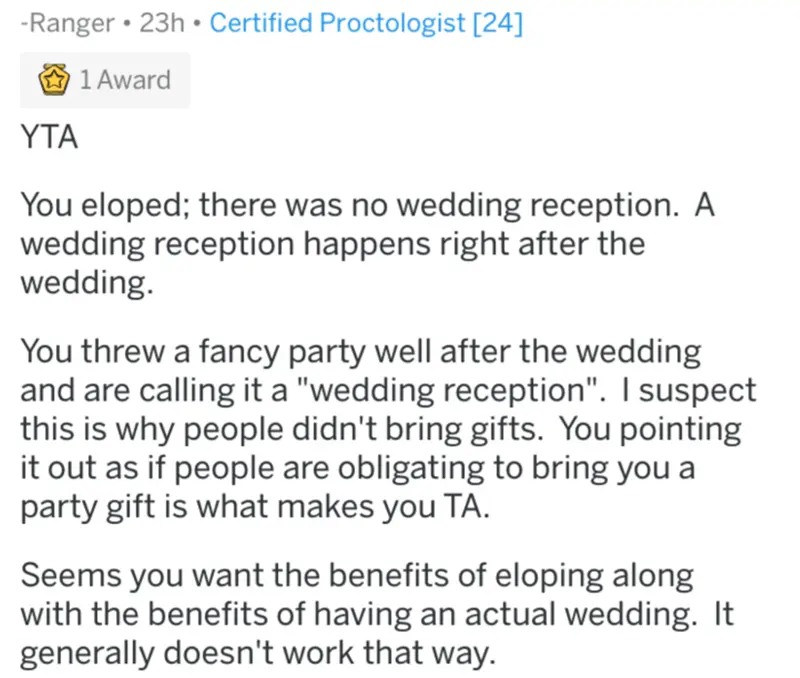 -Ranger • 23h • Certified Proctologist [24]
1 Award
YTA
You eloped; there was no wedding reception.  A
wedding reception happens right after the
wedding.
You threw a fancy party well after the wedding
and are calling it a "wedding reception".  I suspect
this is why people didn't bring gifts.  You pointing
it out as if people are obligating to bring you a
party gift is what makes you TA.
Seems you want the benefits of eloping along
with the benefits of having an actual wedding.  It
generally doesn't work that way.